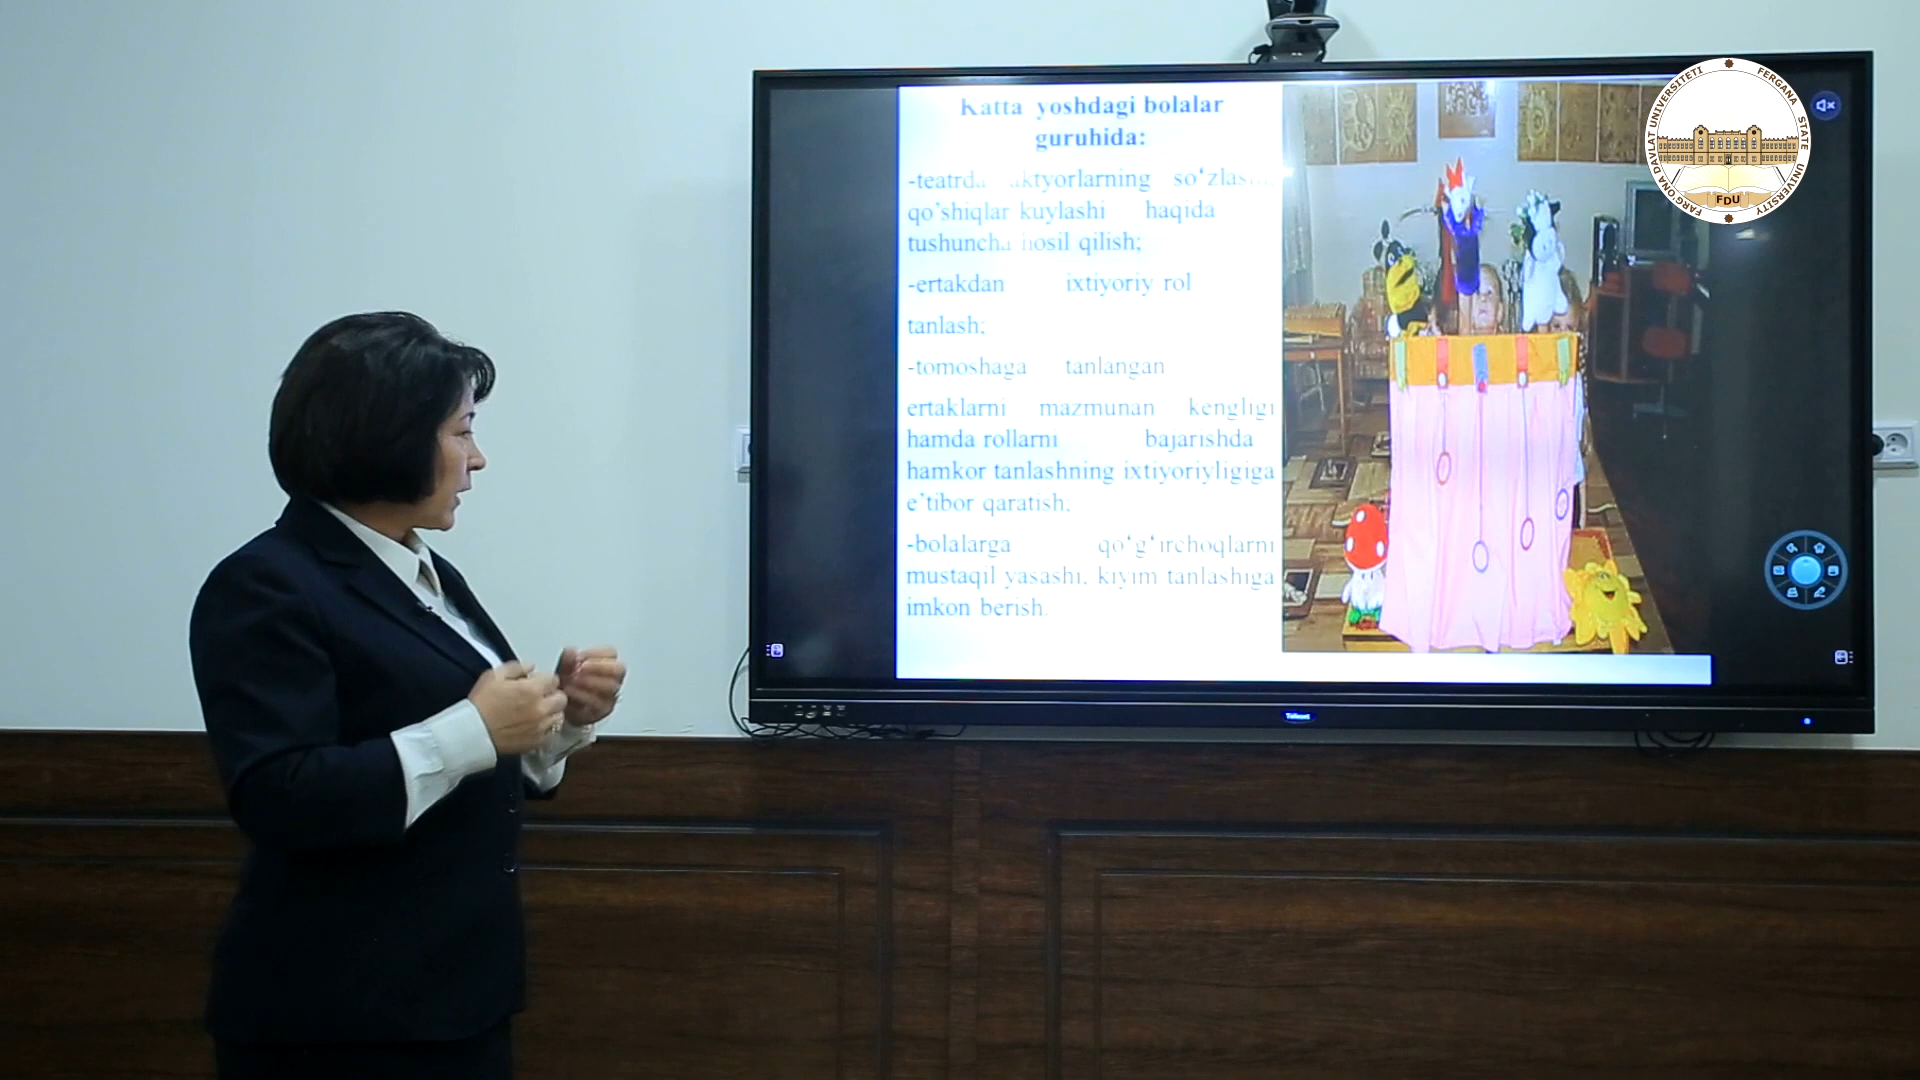 Katta yoshdagi bolalar
guruhida:
-teatrda aktyorlarning
qo'shiqlar kuylashi haqida
tushuncha hosil qilish;
-ertakdan ixtiyoriy rol
tanlash;
-tomoshaga tanlangan
ertaklarni mazmunan kengligi
hamda rollarni bajarishda
hamkor tanlashning ixtiyoriyligiga
e'tibor qaratish;
-bolalarga qo‘g‘irchoqlarni
mustaqil yasashi, kiyim tanlashiga
imkon berish.
FARG'ONA DAVLAT UNIVERSITETI
FERGANA STATE UNIVERSITY
FDU